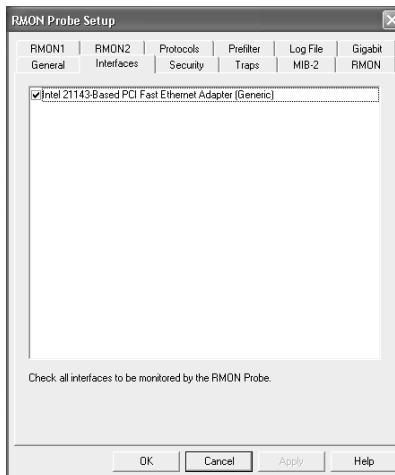 RMON Probe Setup
RMON1 RMON2 Protocols Prefilter Log File Gigabit
General Interfaces Security Traps MIB-2 RMON
Intel 21143-Based PCI Fast Ethernet Adapter (Generic)
Check all interfaces to be monitored by the RMON Probe.
OK Cancel Apply Help